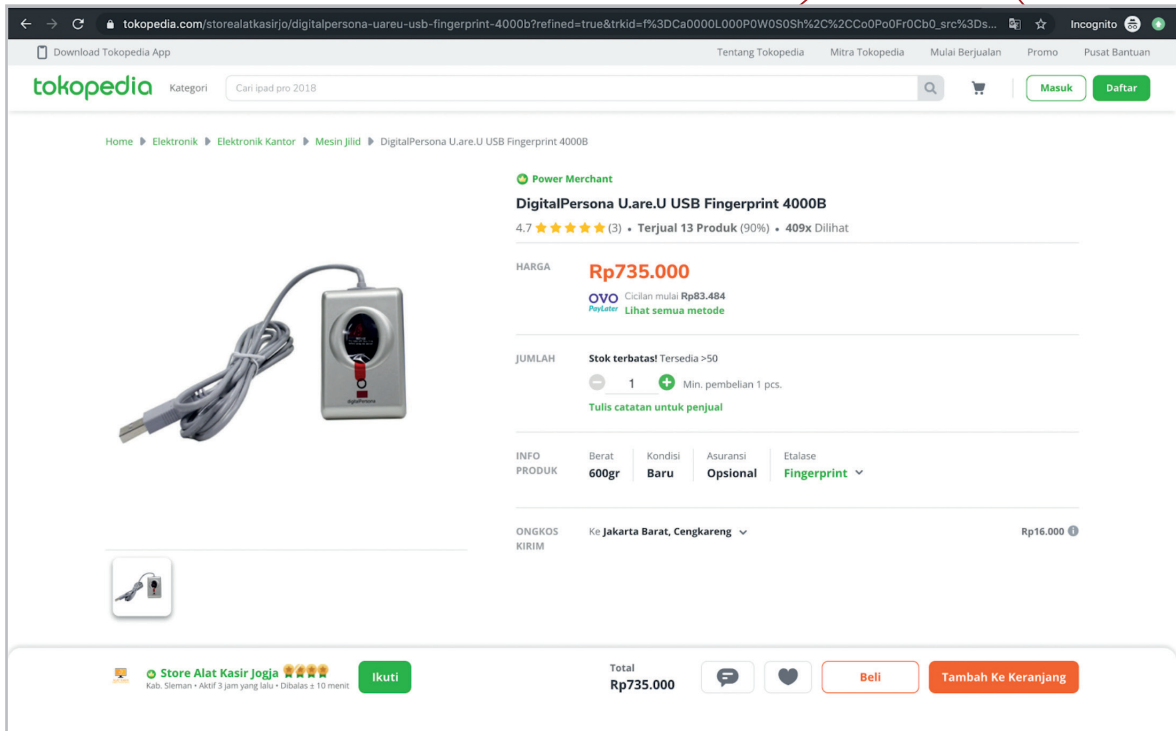 tokopedia.com/storealatkasirjo/digitalpersona-uareu-usb-fingerprint-4000b?refined=true&trkid=f%3DCa0000L000P0W0S0Sh%2C%2CCo0Po0Fr0Cb0_src%3Ds... Incognito
Download Tokopedia App Tentang Tokopedia Mitra Tokopedia Mulai Berjualan Promo Pusat Bantuan
tokopedia Kategori Cari ipad pro 2018 Masuk Daftar
Home Elektronik Elektronik Kantor Mesin Jilid DigitalPersona U.are.U USB Fingerprint 4000B
Power Merchant
DigitalPersona U.are.U USB Fingerprint 4000B
4.7 (3) • Terjual 13 Produk (90%) • 409x Dilihat
HARGA Rp735.000
OVO PayLater Cicilan mulai Rp83.484
Lihat semua metode
JUMLAH Stok terbatas! Tersedia >50
1 Min. pembelian 1 pcs.
Tulis catatan untuk penjual
INFO PRODUK
Berat Kondisi Asuransi Etalase
600gr Baru Opsional Fingerprint
ONGKOS KIRIM
Ke Jakarta Barat, Cengkareng Rp16.000
digitalPersona
Store Alat Kasir Jogja
Kab. Sleman • Aktif 3 jam yang lalu • Dibalas ± 10 menit
Ikuti
Total
Rp735.000
Beli
Tambah Ke Keranjang